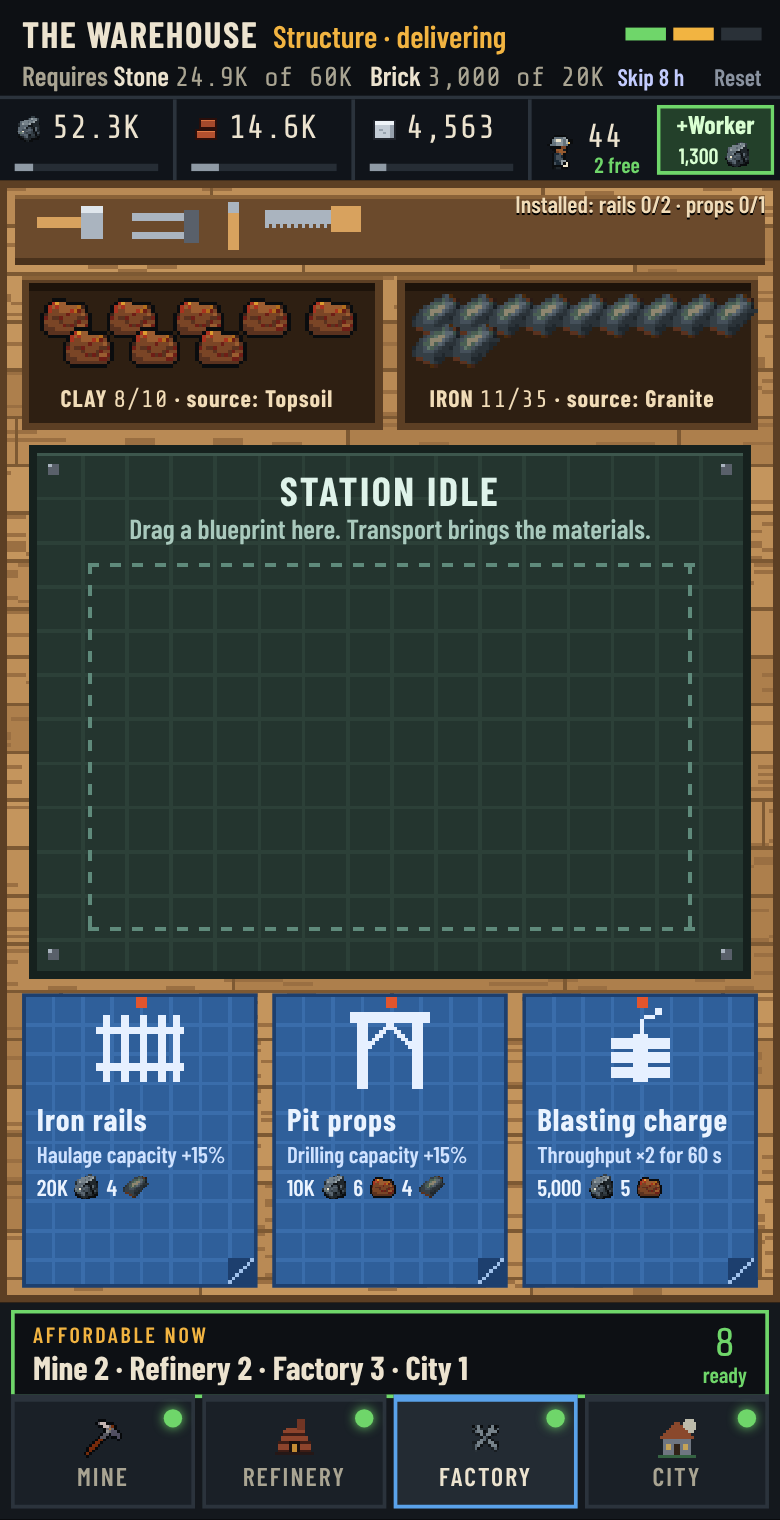 THE WAREHOUSE Structure · delivering
Requires Stone 24.9K of 60K Brick 3,000 of 20K Skip 8 h Reset
52.3K 14.6K 4,563 44 2 free +Worker 1,300
Installed: rails 0/2 · props 0/1
CLAY 8/10 · source: Topsoil
IRON 11/35 · source: Granite
STATION IDLE
Drag a blueprint here. Transport brings the materials.
Iron rails
Haulage capacity +15%
20K 4
Pit props
Drilling capacity +15%
10K 6 4
Blasting charge
Throughput ×2 for 60 s
5,000 5
AFFORDABLE NOW
Mine 2 · Refinery 2 · Factory 3 · City 1
8
ready
MINE REFINERY FACTORY CITY